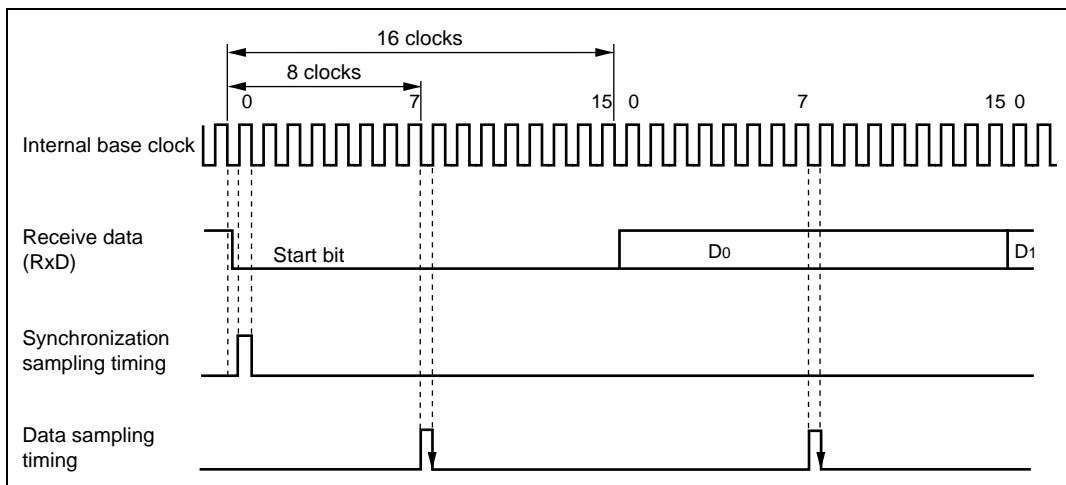 16 clocks
8 clocks
0 7 15 0 7 15 0
Internal base clock
Receive data
(RxD)
Start bit D0 D1
Synchronization
sampling timing
Data sampling
timing